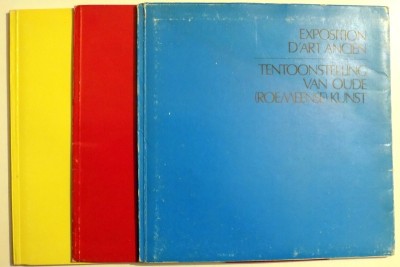 EXPOSITION
D'ART ANCIEN
TENTOONSTELLING
VAN OUDE
(ROEMEENSE) KUNST